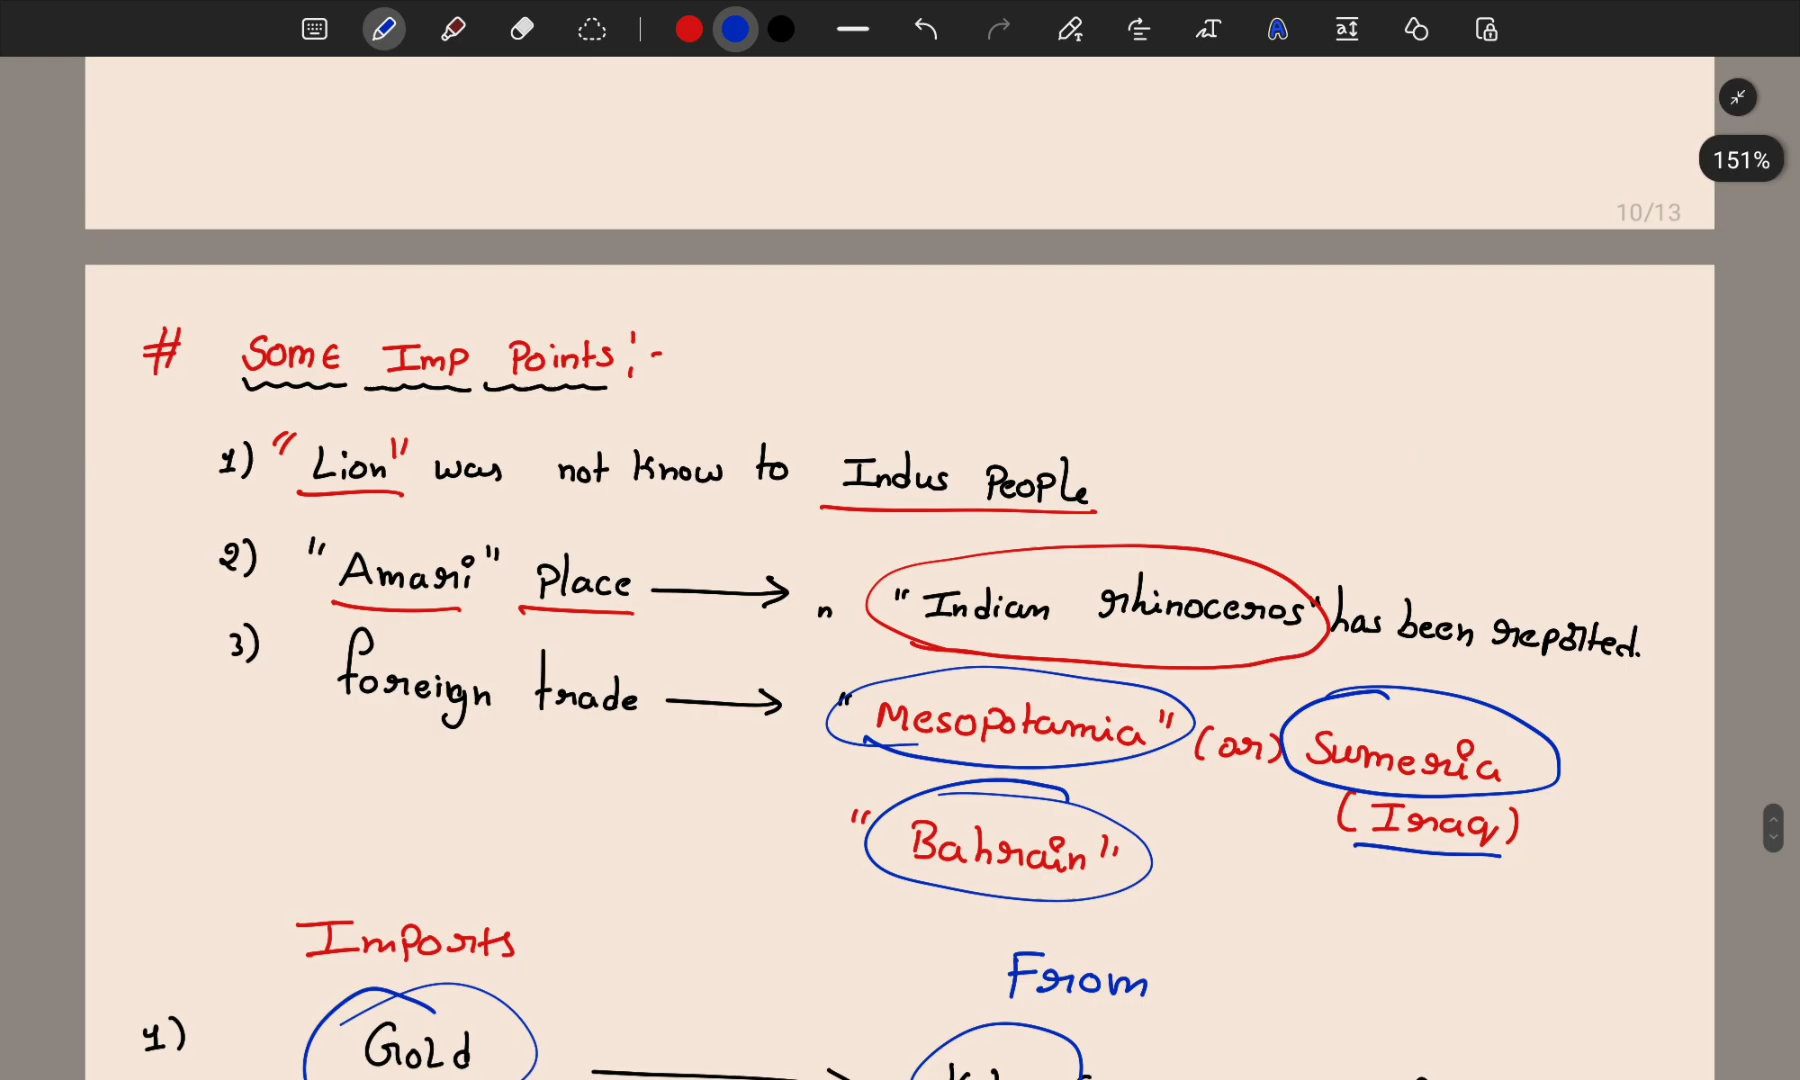 151%
10/13
# Some Imp Points :-
1) "Lion" was not know to Indus People
2) "Amari" Place → " "Indian rhinoceros" has been reported.
3) foreign trade → "Mesopotamia" (or) Sumeria
(Iraq)
"Bahrain"
Imports From
1) Gold →